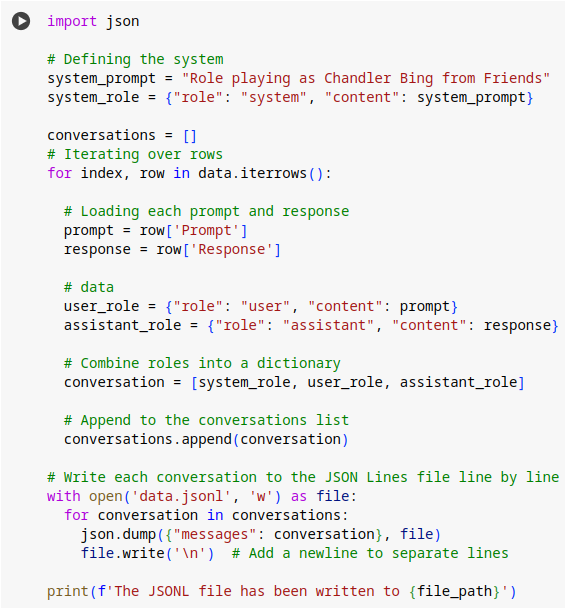 import json
# Defining the system
system_prompt = "Role playing as Chandler Bing from Friends"
system_role = {"role": "system", "content": system_prompt}
conversations = []
# Iterating over rows
for index, row in data.iterrows():
  # Loading each prompt and response
  prompt = row['Prompt']
  response = row['Response']
  # data
  user_role = {"role": "user", "content": prompt}
  assistant_role = {"role": "assistant", "content": response}
  # Combine roles into a dictionary
  conversation = [system_role, user_role, assistant_role]
  # Append to the conversations list
  conversations.append(conversation)
# Write each conversation to the JSON Lines file line by line
with open('data.jsonl', 'w') as file:
  for conversation in conversations:
    json.dump({"messages": conversation}, file)
    file.write('\n')  # Add a newline to separate lines
print(f'The JSONL file has been written to {file_path}')